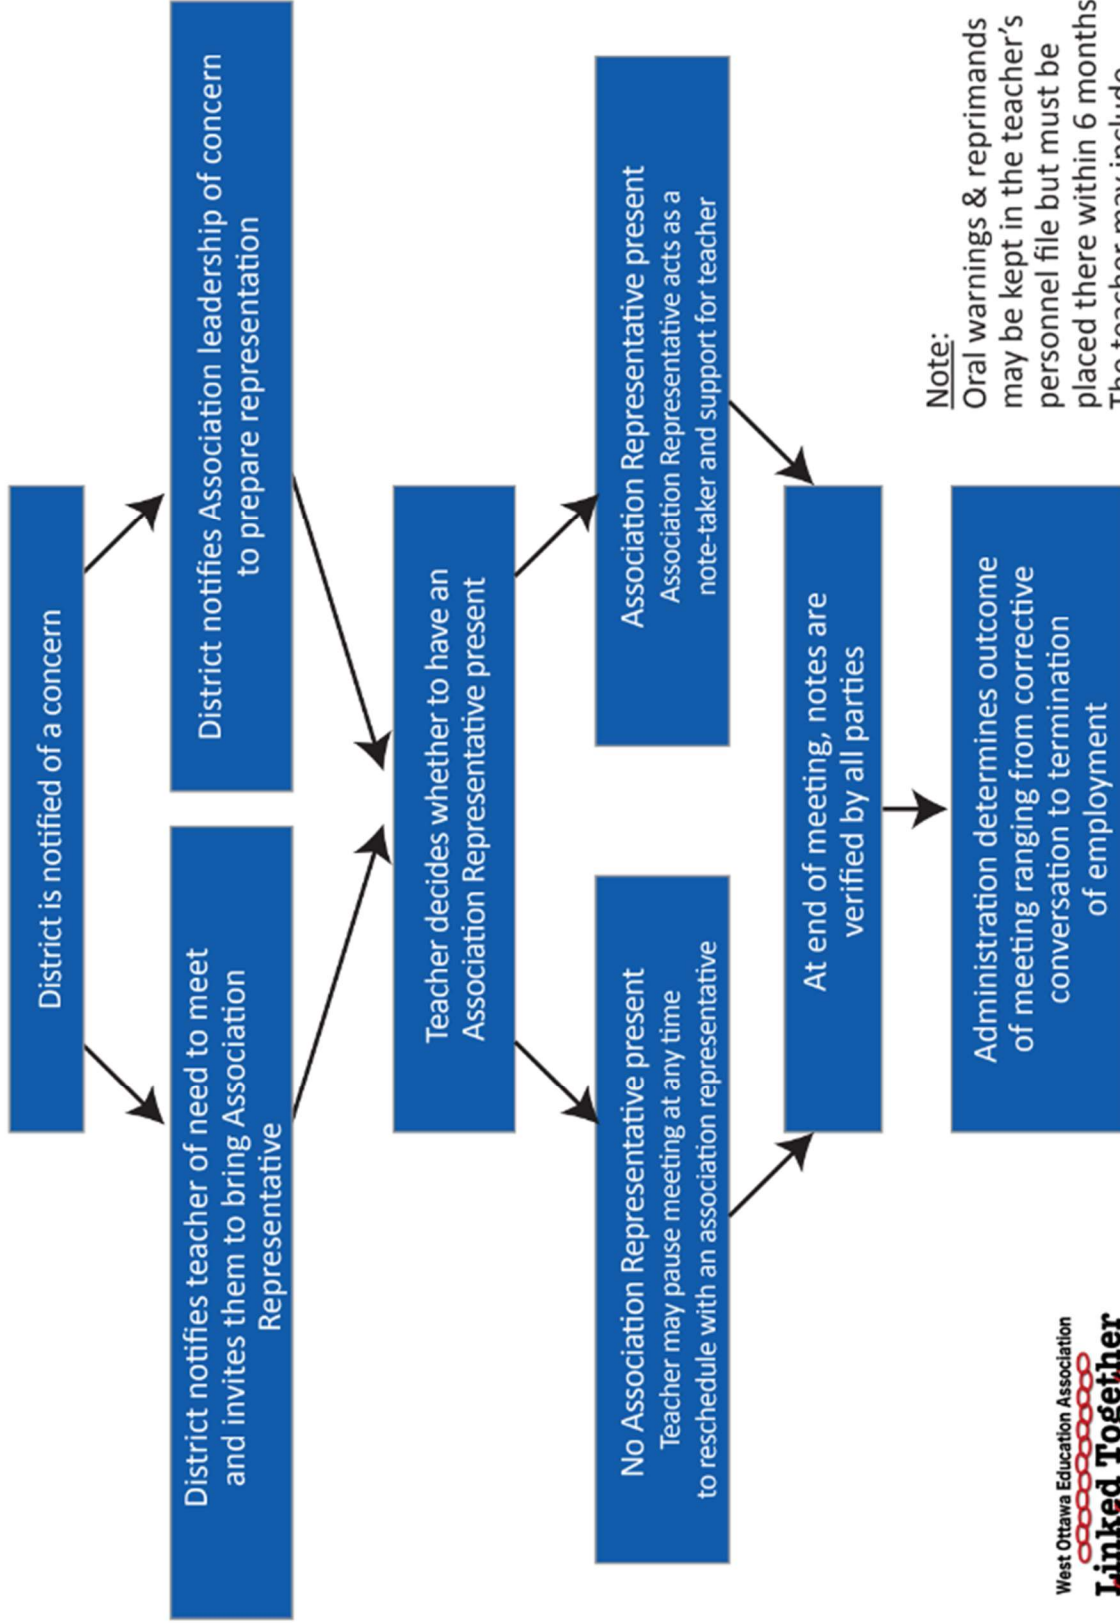 District is notified of a concern
District notifies teacher of need to meet
and invites them to bring Association
Representative
District notifies Association leadership of concern
to prepare representation
Teacher decides whether to have an
Association Representative present
No Association Representative present
Teacher may pause meeting at any time
to reschedule with an association representative
Association Representative present
Association Representative acts as a
note-taker and support for teacher
At end of meeting, notes are
verified by all parties
Administration determines outcome
of meeting ranging from corrective
conversation to termination
of employment
Note:
Oral warnings & reprimands
may be kept in the teacher's
personnel file but must be
placed there within 6 months
The teacher may include
West Ottawa Education Association
Linked Together